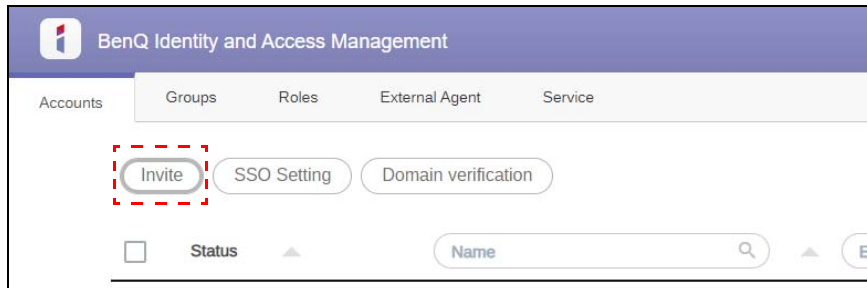 BenQ Identity and Access Management
Accounts Groups Roles External Agent Service
Invite SSO Setting Domain verification
Status Name E